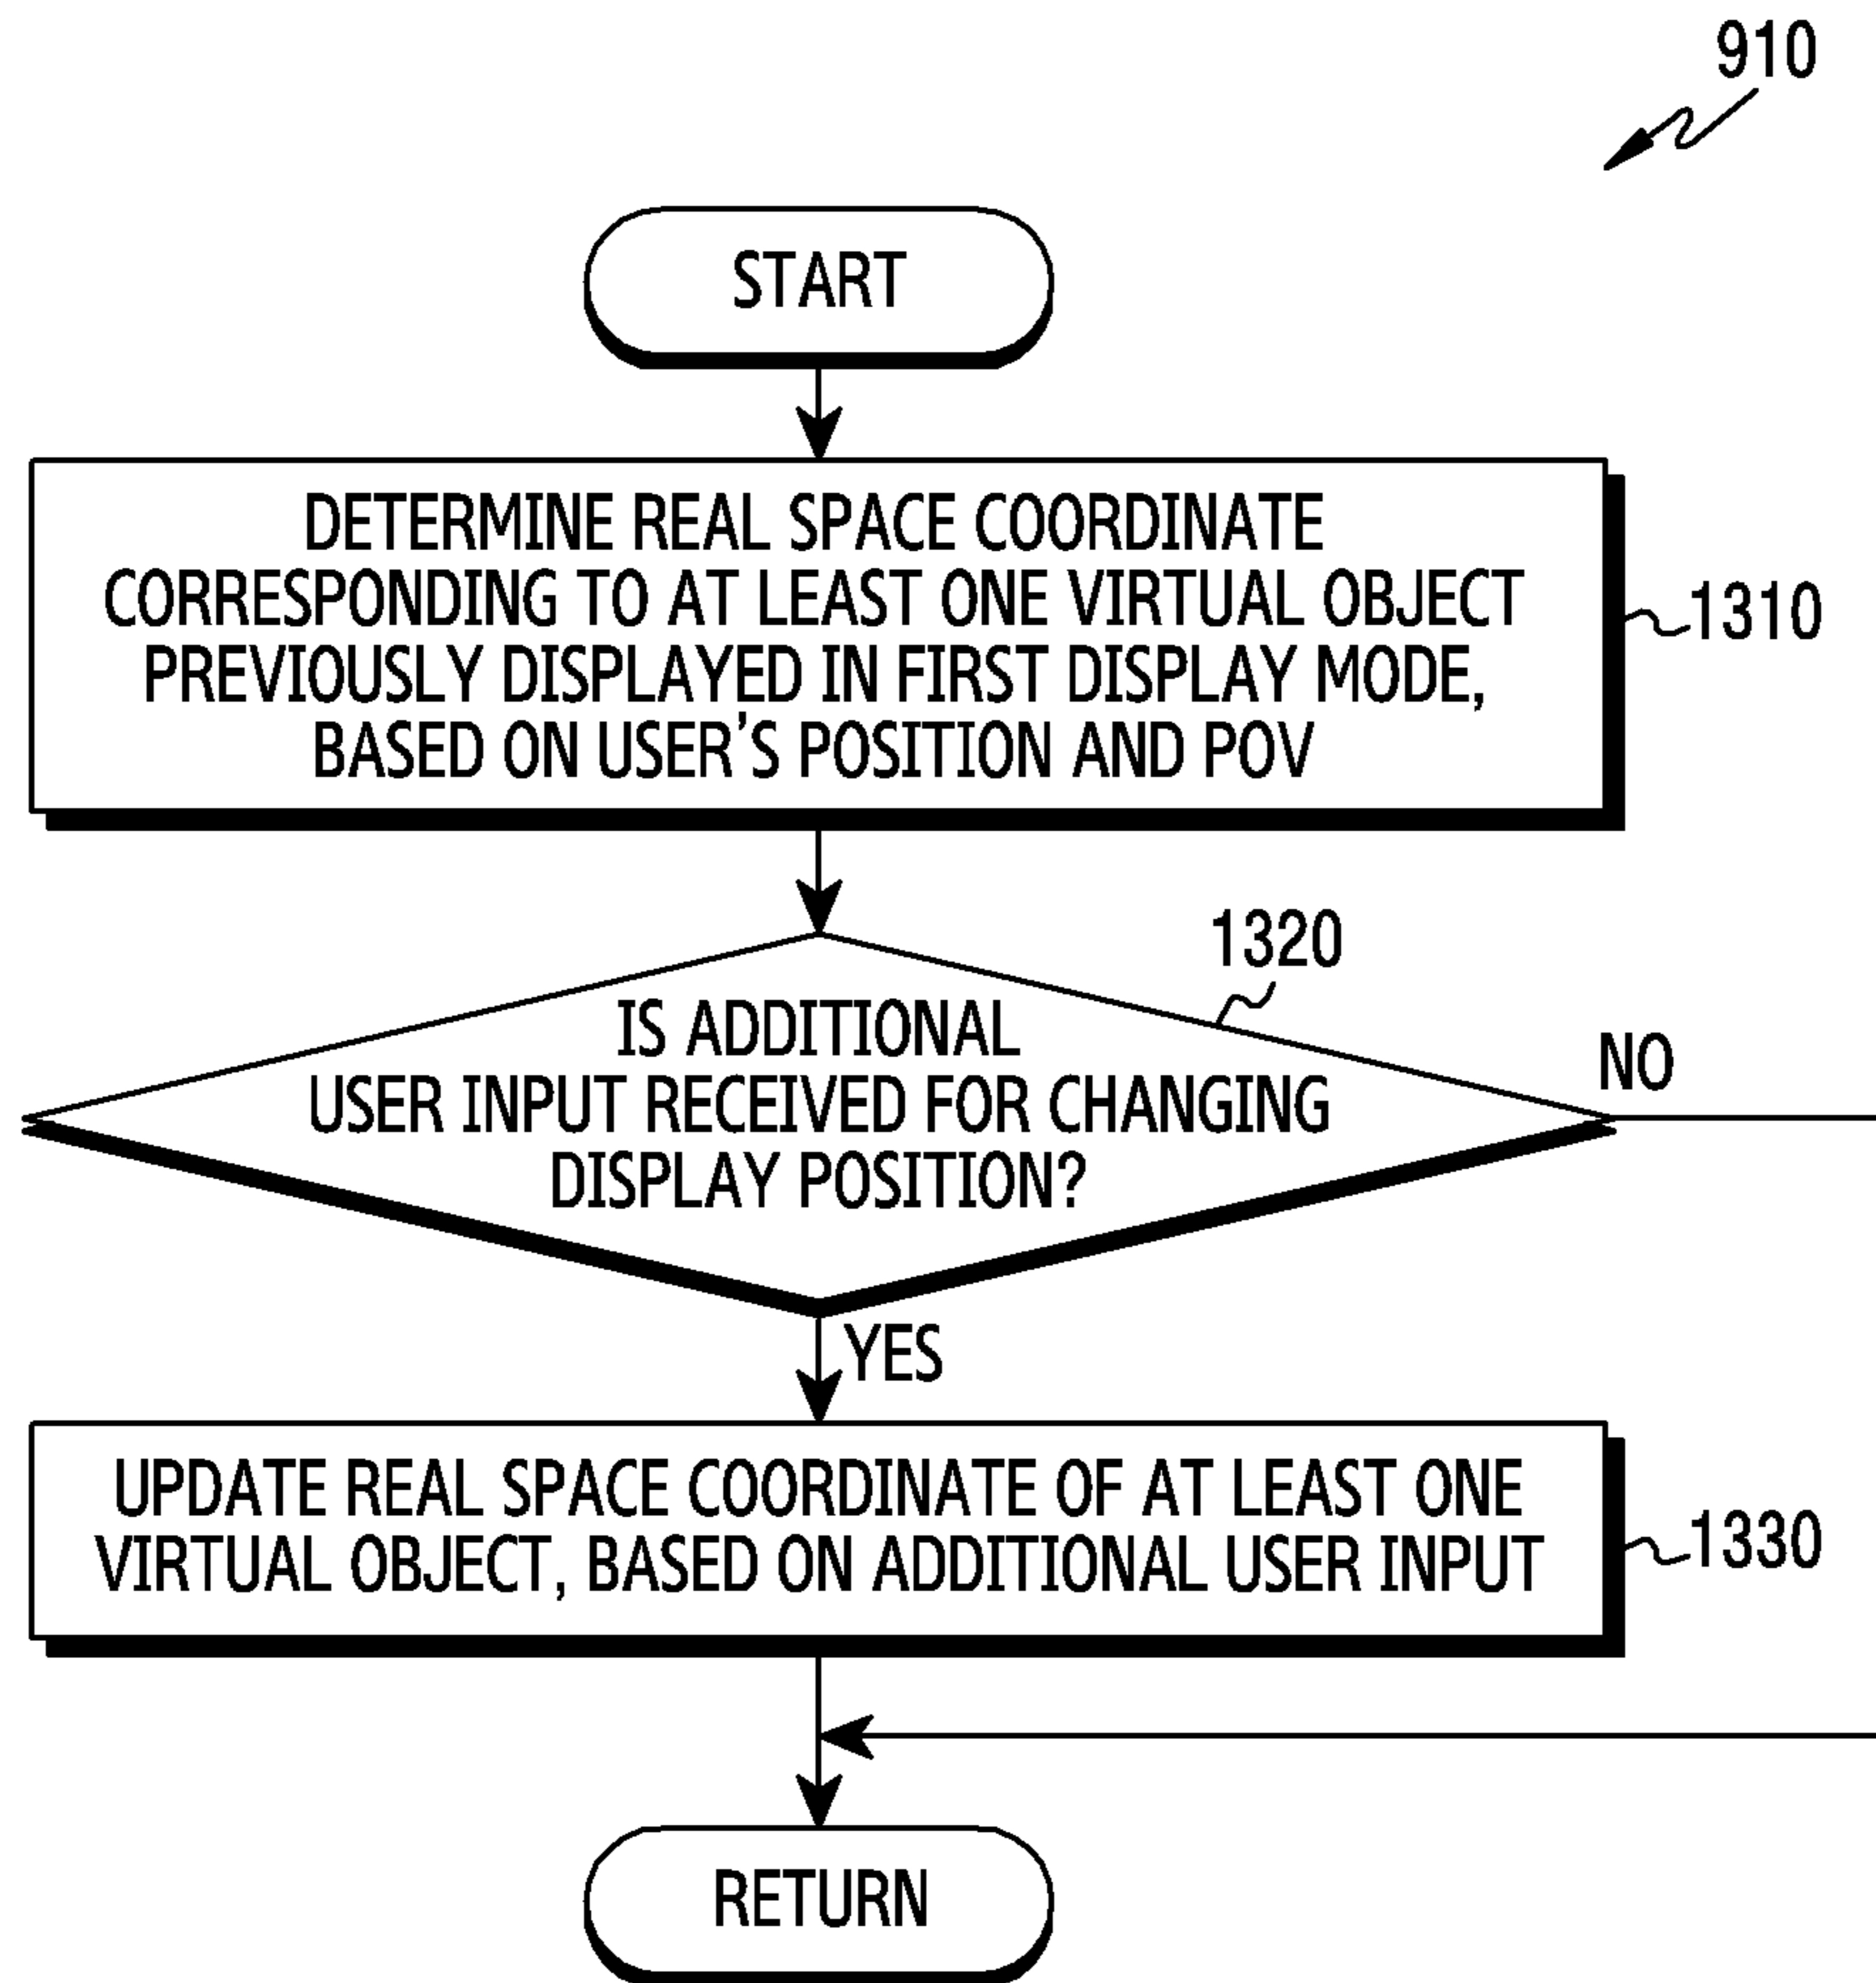 910
START
DETERMINE REAL SPACE COORDINATE
CORRESPONDING TO AT LEAST ONE VIRTUAL OBJECT
PREVIOUSLY DISPLAYED IN FIRST DISPLAY MODE,
BASED ON USER'S POSITION AND POV
1310
1320
IS ADDITIONAL
USER INPUT RECEIVED FOR CHANGING
DISPLAY POSITION?
NO
YES
UPDATE REAL SPACE COORDINATE OF AT LEAST ONE
VIRTUAL OBJECT, BASED ON ADDITIONAL USER INPUT
1330
RETURN